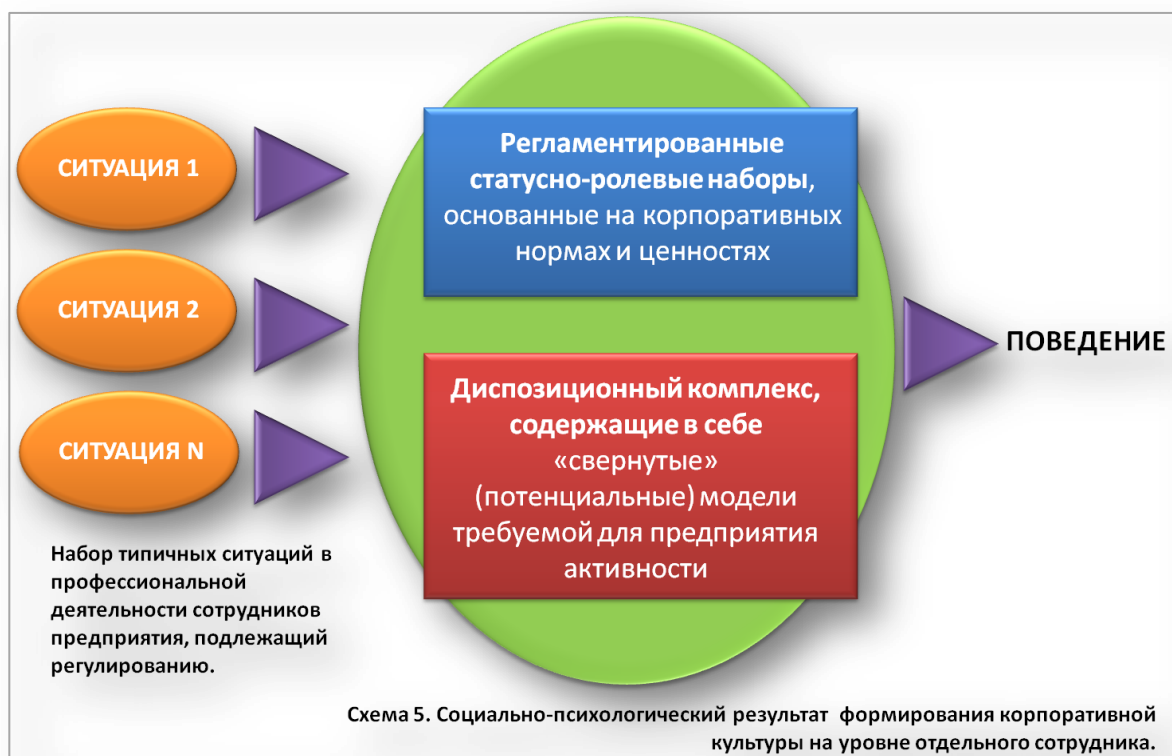 СИТУАЦИЯ 1
СИТУАЦИЯ 2
СИТУАЦИЯ N
Набор типичных ситуаций в
профессиональной
деятельности сотрудников
предприятия, подлежащий
регулированию.
Регламентированные
статусно-ролевые наборы,
основанные на корпоративных
нормах и ценностях
Диспозиционный комплекс,
содержащие в себе
«свернутые»
(потенциальные) модели
требуемой для предприятия
активности
ПОВЕДЕНИЕ
Схема 5. Социально-психологический результат формирования корпоративной
культуры на уровне отдельного сотрудника.